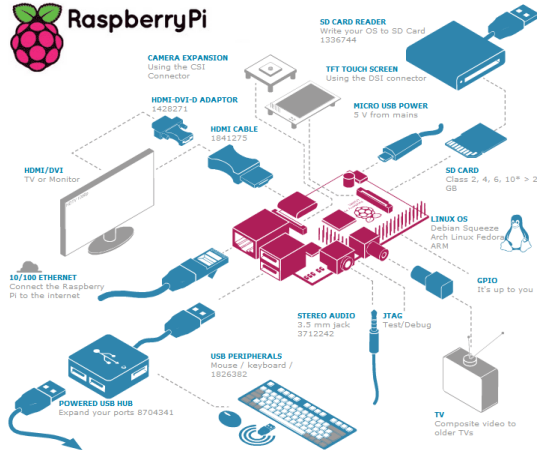 RaspberryPi
SD CARD READER
Write your OS to SD Card
1336744
CAMERA EXPANSION
Using the CSI
Connector
TFT TOUCH SCREEN
Using the DSI connector
HDMI-DVI-D ADAPTOR
1428271
MICRO USB POWER
5 V from mains
HDMI CABLE
1841275
HDMI/DVI
TV or Monitor
SD CARD
Class 2, 4, 6, 10* > 2
GB
LINUX OS
Debian Squeeze
Arch Linux Fedora
ARM
10/100 ETHERNET
Connect the Raspberry
Pi to the internet
GPIO
It's up to you
STEREO AUDIO
3.5 mm jack
3712242
JTAG
Test/Debug
USB PERIPHERALS
Mouse / keyboard /
1826382
POWERED USB HUB
Expand your ports 8704341
TV
Composite video to
older TVs